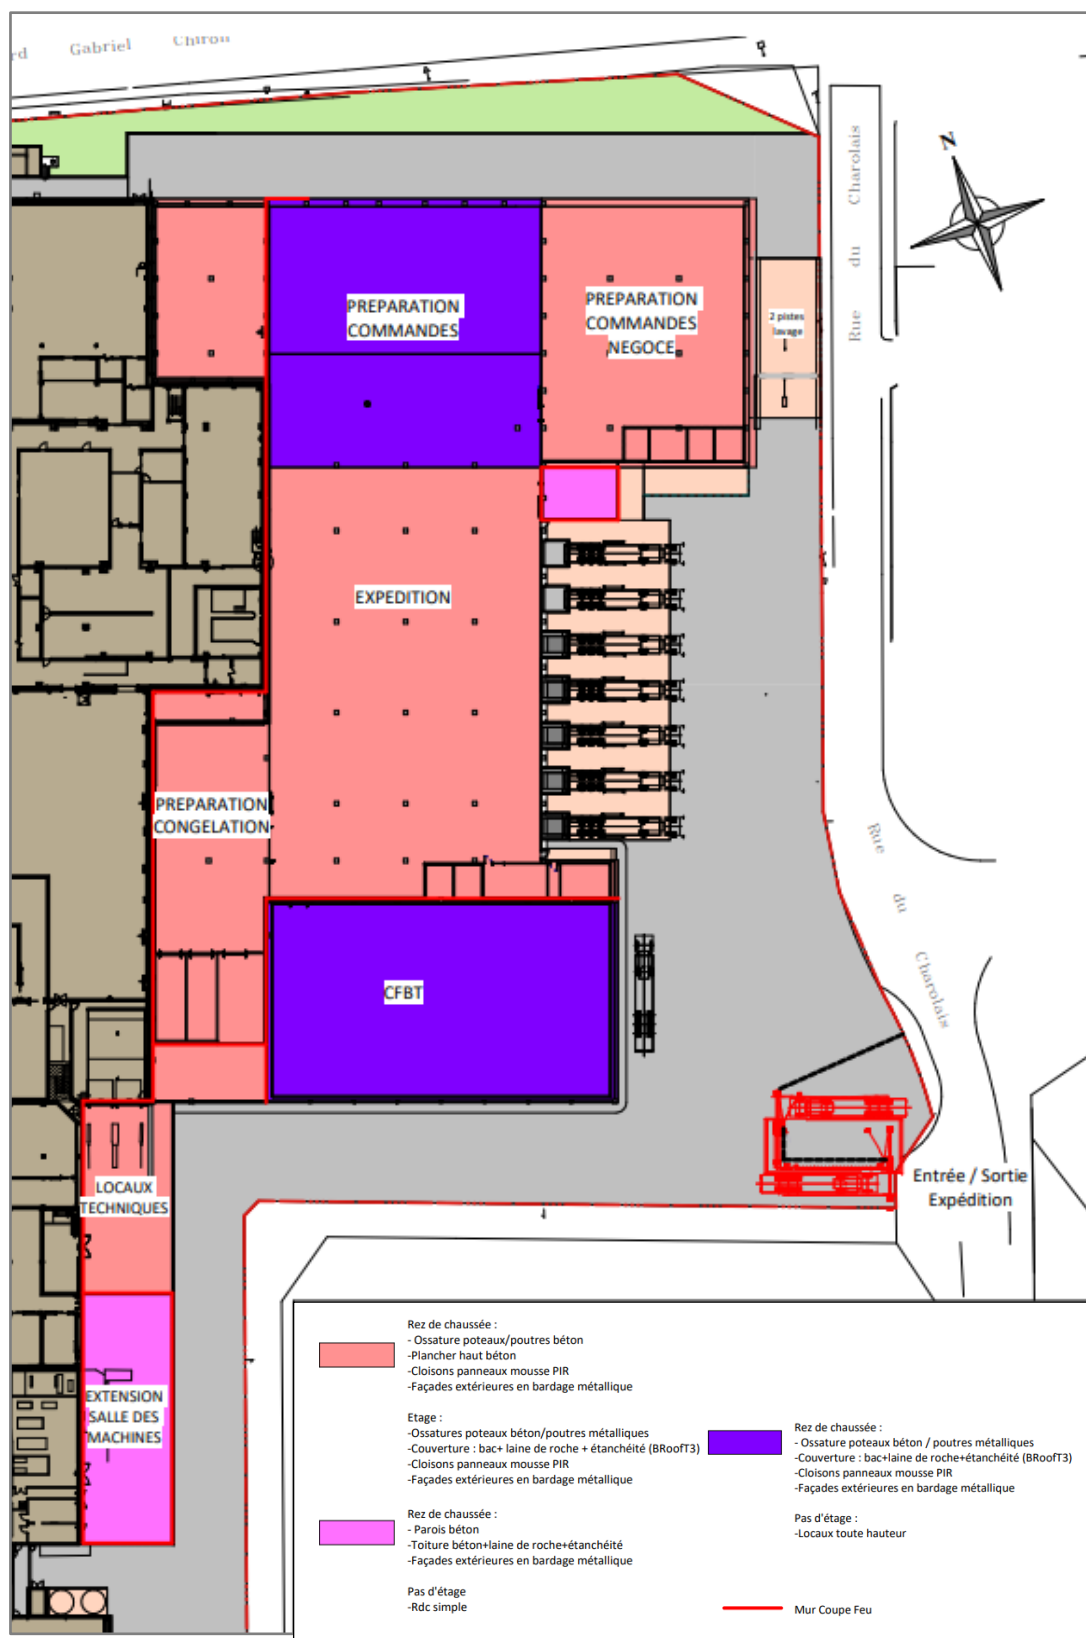 rd Gabriel Chiron
N
Rue du Charolais
PREPARATION
COMMANDES
PREPARATION
COMMANDES
NEGOCE
2 pistes
lavage
EXPEDITION
PREPARATION
CONGELATION
Rue du Charolais
CFBT
LOCAUX
TECHNIQUES
Entrée / Sortie
Expédition
EXTENSION
SALLE DES
MACHINES
Rez de chaussée :
- Ossature poteaux/poutres béton
-Plancher haut béton
-Cloisons panneaux mousse PIR
-Façades extérieures en bardage métallique
Etage :
-Ossatures poteaux béton/poutres métalliques
-Couverture : bac+ laine de roche + étanchéité (BRoofT3)
-Cloisons panneaux mousse PIR
-Façades extérieures en bardage métallique
Rez de chaussée :
- Parois béton
-Toiture béton+laine de roche+étanchéité
-Façades extérieures en bardage métallique
Pas d'étage
-Rdc simple
Rez de chaussée :
- Ossature poteaux béton / poutres métalliques
-Couverture : bac+laine de roche+étanchéité (BRoofT3)
-Cloisons panneaux mousse PIR
-Façades extérieures en bardage métallique
Pas d'étage :
-Locaux toute hauteur
Mur Coupe Feu